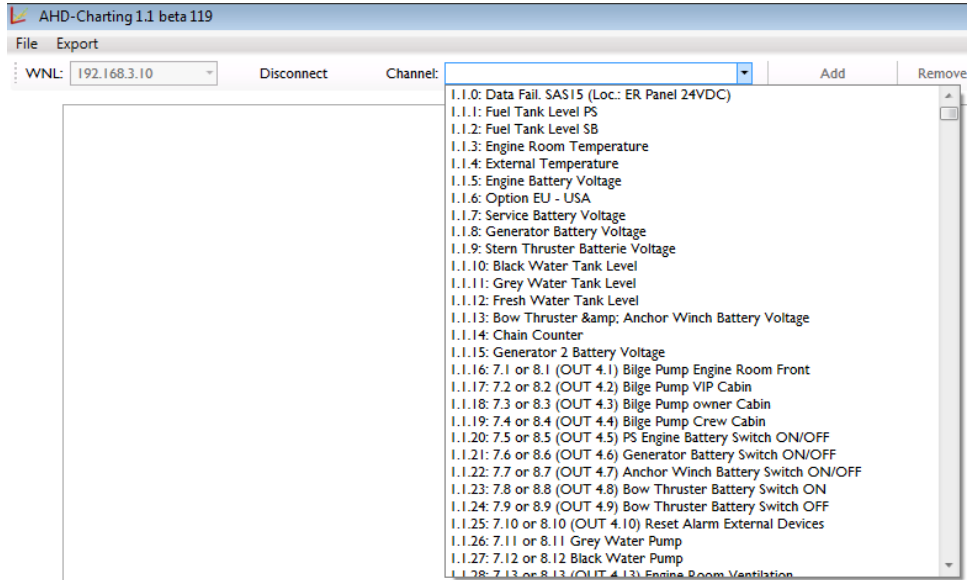 AHD-Charting 1.1 beta 119
File Export
WNL: 192.168.3.10 Disconnect Channel: Add Remove
1.1.0: Data Fail. SAS15 (Loc.: ER Panel 24VDC)
1.1.1: Fuel Tank Level PS
1.1.2: Fuel Tank Level SB
1.1.3: Engine Room Temperature
1.1.4: External Temperature
1.1.5: Engine Battery Voltage
1.1.6: Option EU - USA
1.1.7: Service Battery Voltage
1.1.8: Generator Battery Voltage
1.1.9: Stern Thruster Batterie Voltage
1.1.10: Black Water Tank Level
1.1.11: Grey Water Tank Level
1.1.12: Fresh Water Tank Level
1.1.13: Bow Thruster &amp; Anchor Winch Battery Voltage
1.1.14: Chain Counter
1.1.15: Generator 2 Battery Voltage
1.1.16: 7.1 or 8.1 (OUT 4.1) Bilge Pump Engine Room Front
1.1.17: 7.2 or 8.2 (OUT 4.2) Bilge Pump VIP Cabin
1.1.18: 7.3 or 8.3 (OUT 4.3) Bilge Pump owner Cabin
1.1.19: 7.4 or 8.4 (OUT 4.4) Bilge Pump Crew Cabin
1.1.20: 7.5 or 8.5 (OUT 4.5) PS Engine Battery Switch ON/OFF
1.1.21: 7.6 or 8.6 (OUT 4.6) Generator Battery Switch ON/OFF
1.1.22: 7.7 or 8.7 (OUT 4.7) Anchor Winch Battery Switch ON/OFF
1.1.23: 7.8 or 8.8 (OUT 4.8) Bow Thruster Battery Switch ON
1.1.24: 7.9 or 8.9 (OUT 4.9) Bow Thruster Battery Switch OFF
1.1.25: 7.10 or 8.10 (OUT 4.10) Reset Alarm External Devices
1.1.26: 7.11 or 8.11 Grey Water Pump
1.1.27: 7.12 or 8.12 Black Water Pump
1.1.28: 7.13 or 8.13 (OUT 4.13) Engine Room Ventilation